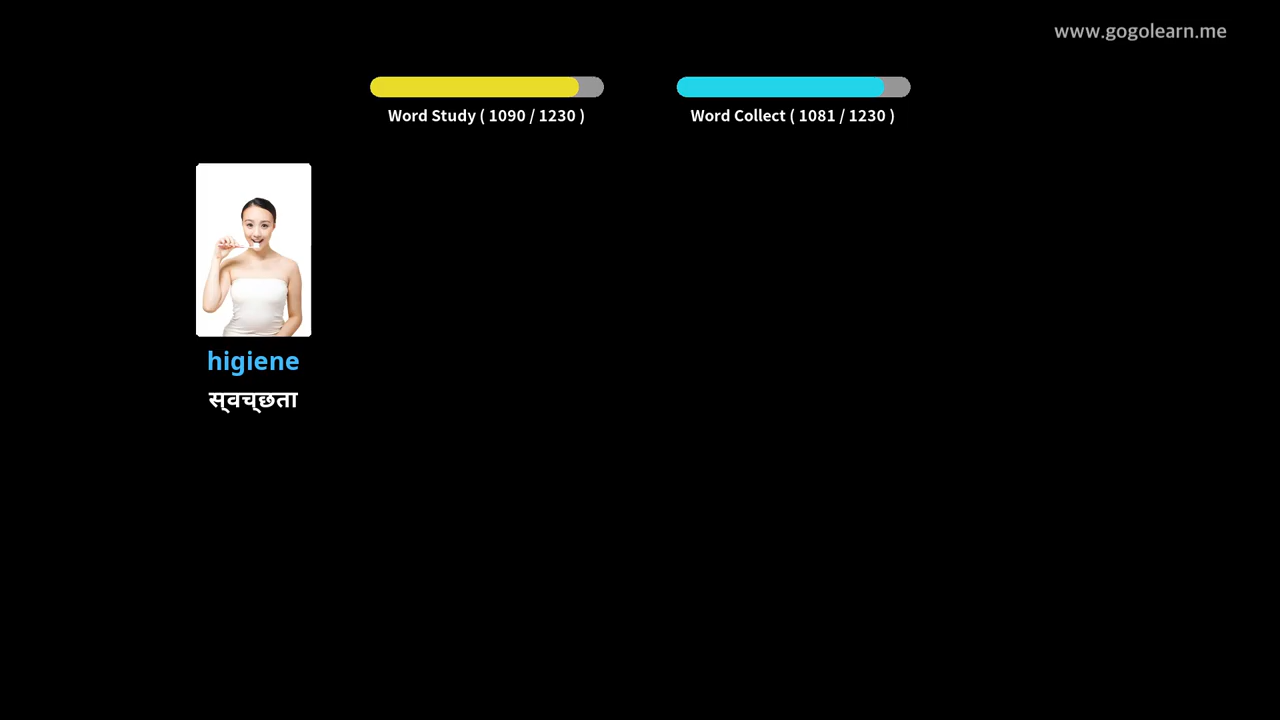 www.gogolearn.me
Word Study ( 1090 / 1230 )
Word Collect ( 1081 / 1230 )
higiene
स्वच्छता